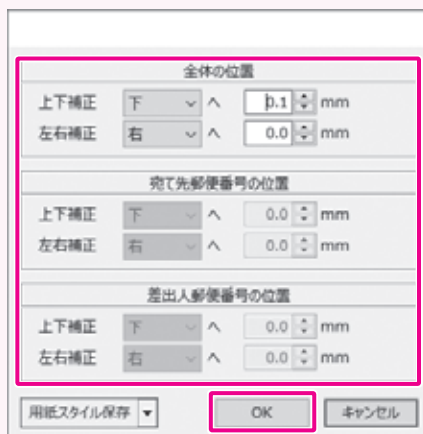 全体の位置
上下補正 下 へ 0.1 mm
左右補正 右 へ 0.0 mm
宛て先郵便番号の位置
上下補正 下 へ 0.0 mm
左右補正 右 へ 0.0 mm
差出人郵便番号の位置
上下補正 下 へ 0.0 mm
左右補正 右 へ 0.0 mm
用紙スタイル保存 OK キャンセル